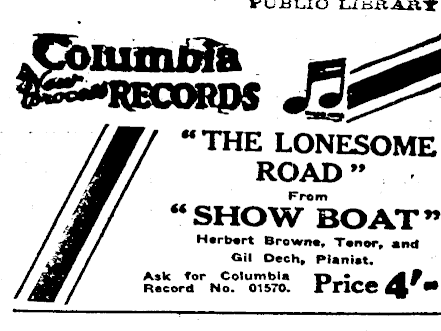 PUBLIC LIBRARY
Columbia
New Process RECORDS
"THE LONESOME
ROAD"
From
"SHOW BOAT"
Herbert Browne, Tenor, and
Gil Dech, Pianist.
Ask for Columbia
Record No. 01570.
Price 4/-